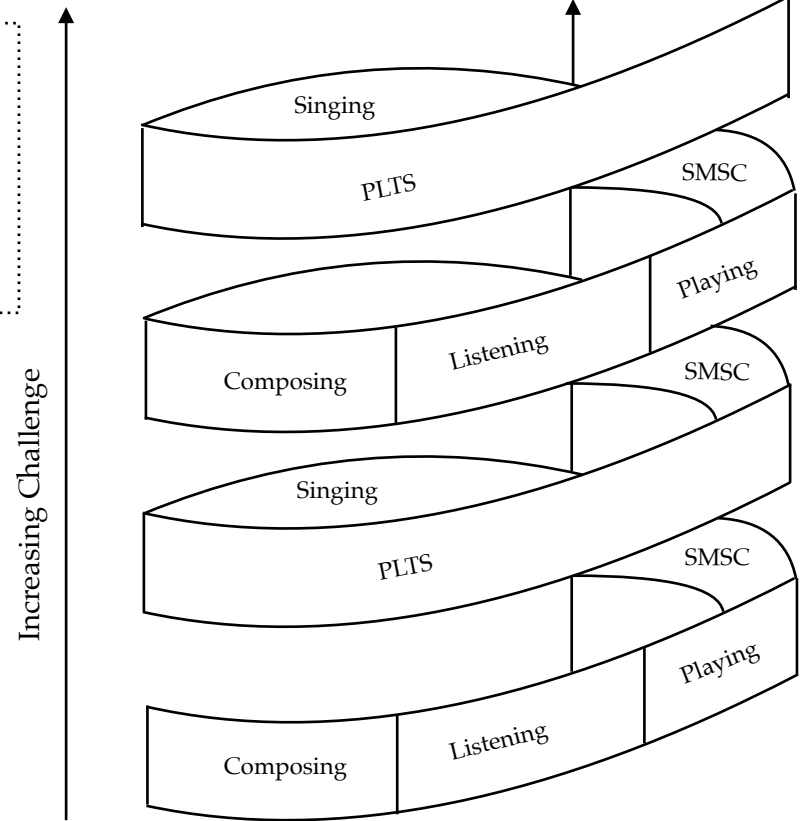 Singing
SMSC
PLTS
Playing
Listening
Composing
SMSC
Increasing Challenge
Singing
PLTS
SMSC
Playing
Listening
Composing